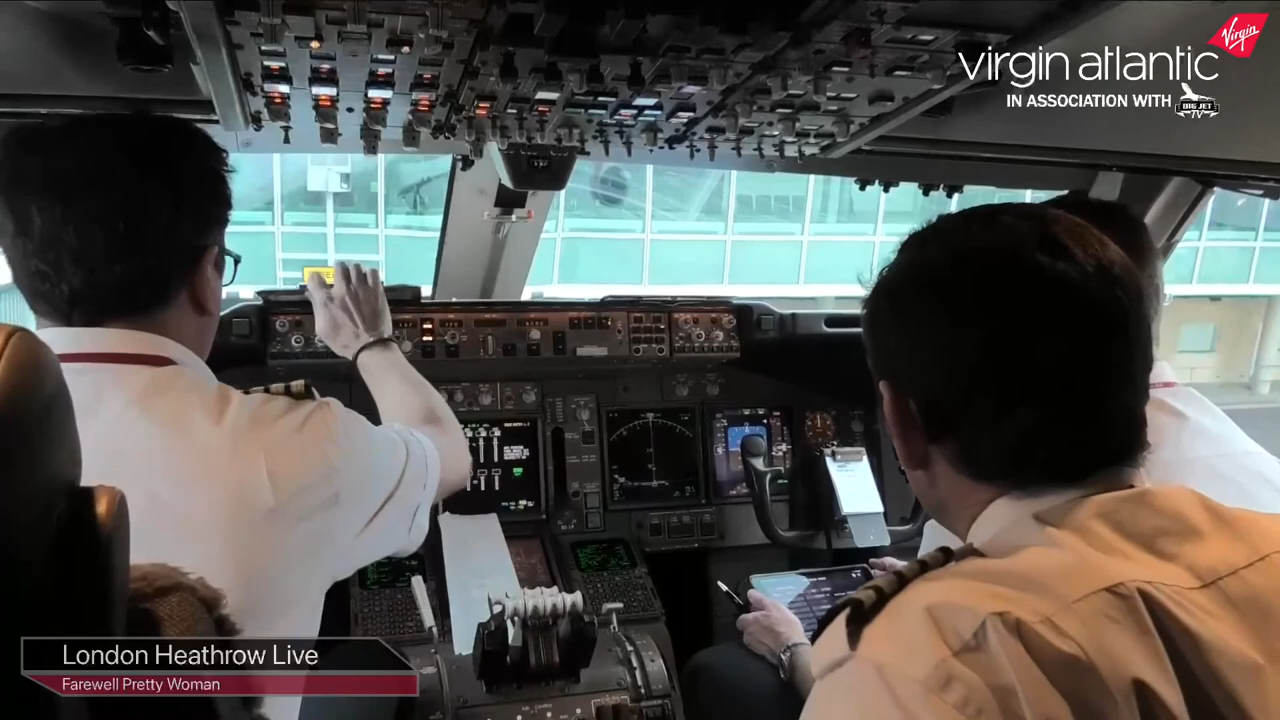 Virgin
virgin atlantic
IN ASSOCIATION WITH
BIG JET
TV
London Heathrow Live
Farewell Pretty Woman